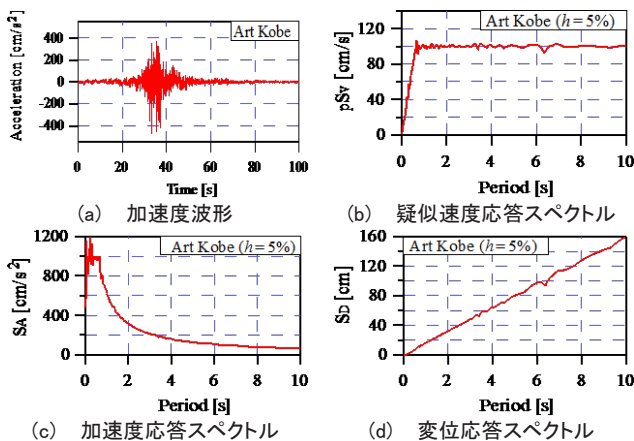 Art Kobe
Acceleration [cm/s²]
400
200
0
-200
-400
0 20 40 60 80 100
Time [s]
(a) 加速度波形
Art Kobe (h=5%)
pSv [cm/s]
120
80
40
0
0 2 4 6 8 10
Period [s]
(b) 疑似速度応答スペクトル
Art Kobe (h=5%)
SA [cm/s²]
1200
800
400
0
0 2 4 6 8 10
Period [s]
(c) 加速度応答スペクトル
Art Kobe (h=5%)
SD [cm]
160
120
80
40
0
0 2 4 6 8 10
Period [s]
(d) 変位応答スペクトル